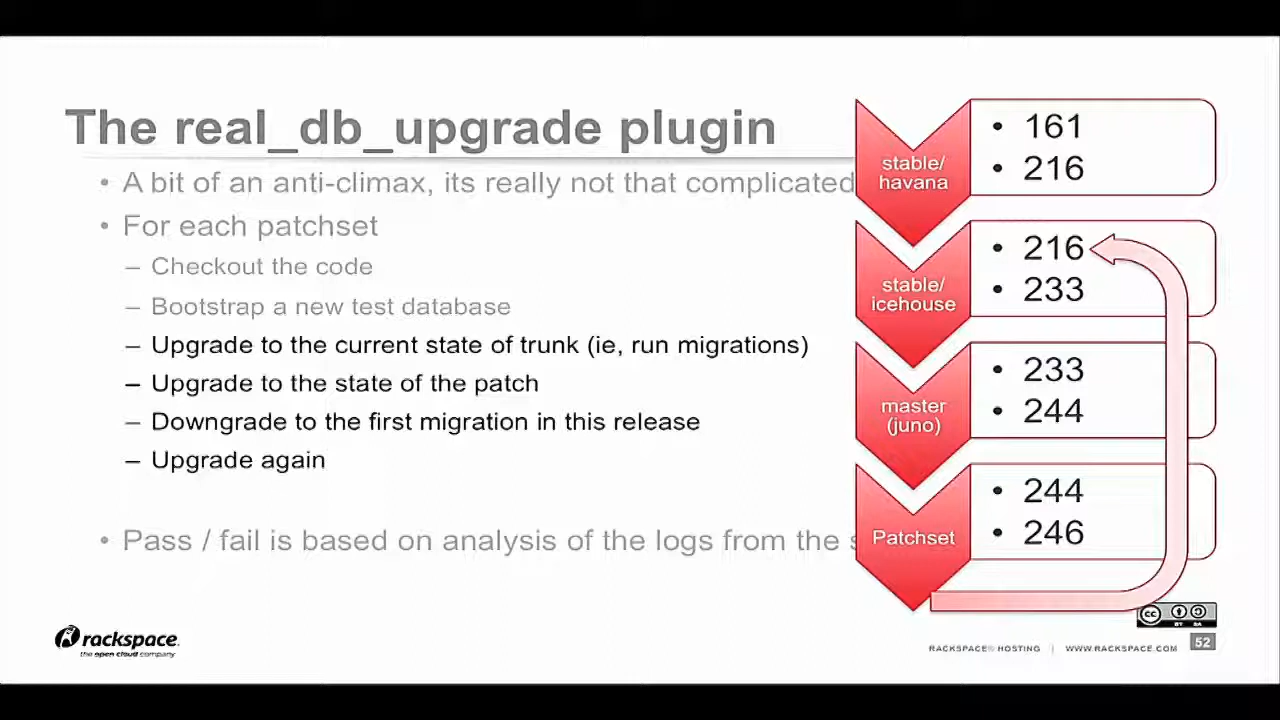 The real_db_upgrade plugin
• A bit of an anti-climax, its really not that complicated
• For each patchset
– Checkout the code
– Bootstrap a new test database
– Upgrade to the current state of trunk (ie, run migrations)
– Upgrade to the state of the patch
– Downgrade to the first migration in this release
– Upgrade again
• Pass / fail is based on analysis of the logs from the s
stable/
havana
• 161
• 216
stable/
icehouse
• 216
• 233
master
(juno)
• 233
• 244
Patchset
• 244
• 246
rackspace.
the open cloud company
cc
BY SA
RACKSPACE® HOSTING | WWW.RACKSPACE.COM
52